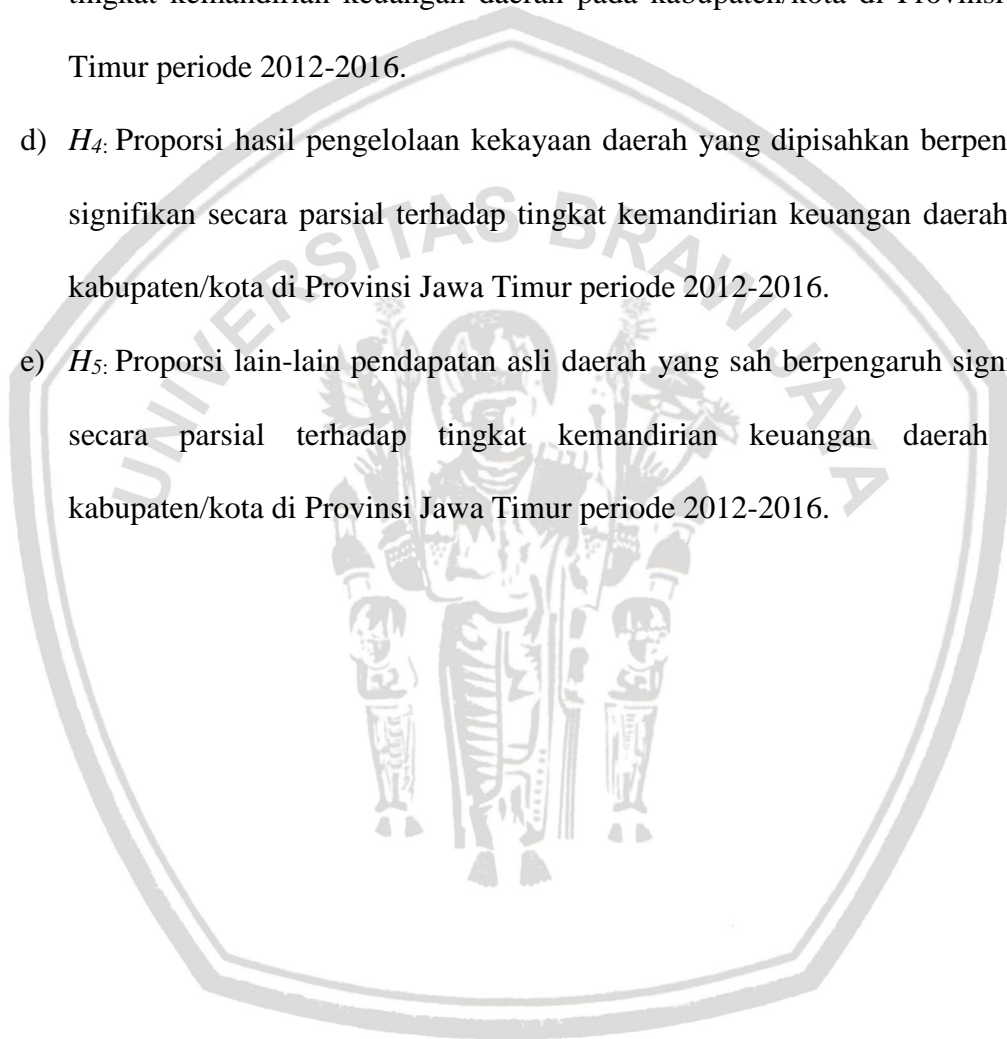 tingkat kemandirian keuangan daerah pada kabupaten/kota di Provinsi
Timur periode 2012-2016.
d) H4: Proporsi hasil pengelolaan kekayaan daerah yang dipisahkan berpen
signifikan secara parsial terhadap tingkat kemandirian keuangan daerah
kabupaten/kota di Provinsi Jawa Timur periode 2012-2016.
e) H5: Proporsi lain-lain pendapatan asli daerah yang sah berpengaruh sign
secara parsial terhadap tingkat kemandirian keuangan daerah
kabupaten/kota di Provinsi Jawa Timur periode 2012-2016.
UNIVERSITAS BRAWIJAYA